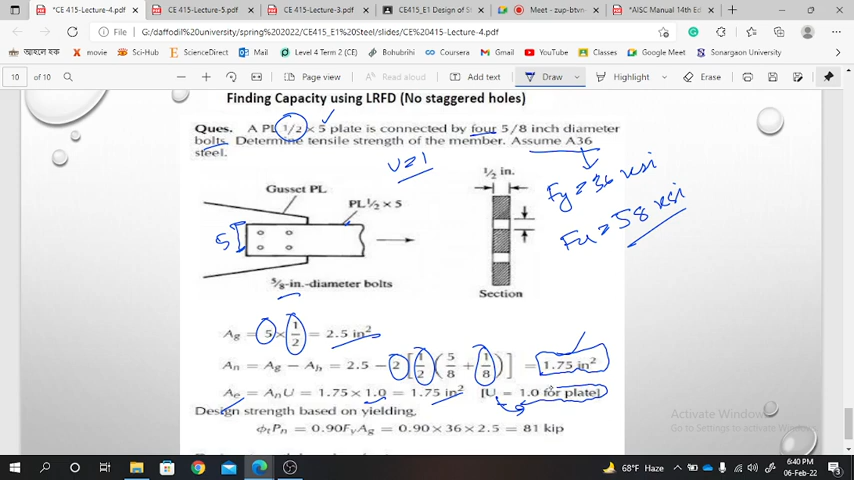 *CE 415-Lecture-4.pdf
CE 415-Lecture-5.pdf
CE 415-Lecture-3.pdf
CE415_E1 Design of St
Meet - zup-btvn-
*AISC Manual 14th Ed
File | G:/daffodil university/spring 2022/CE415_E1%20Steel/slides/CE%20415-Lecture-4.pdf
movie
Sci-Hub
ScienceDirect
Mail
Level 4 Term 2 (CE)
Bohubrihi
Coursera
Gmail
YouTube
Classes
Google Meet
Sonargaon University
10 of 10
Page view
Read aloud
Add text
Draw
Highlight
Erase
Finding Capacity using LRFD (No staggered holes)
Ques. A PL 1/2 × 5 plate is connected by four 5/8 inch diameter
bolts. Determine tensile strength of the member. Assume A36
steel.
U=1
Fy = 36 ksi
Fu = 58 ksi
1/2 in.
Gusset PL
PL1/2 × 5
5
5/8-in.-diameter bolts
Section
Ag = 5 × 1/2 = 2.5 in²
An = Ag − Ah = 2.5 − 2[1/2(5/8 + 1/8)] = 1.75 in²
Ae = AnU = 1.75 × 1.0 = 1.75 in² [U = 1.0 for plate]
Design strength based on yielding,
ϕtPn = 0.90FyAg = 0.90 × 36 × 2.5 = 81 kip
Activate Windows
Go to Settings to activate Windows.
68°F Haze
6:40 PM
06-Feb-22